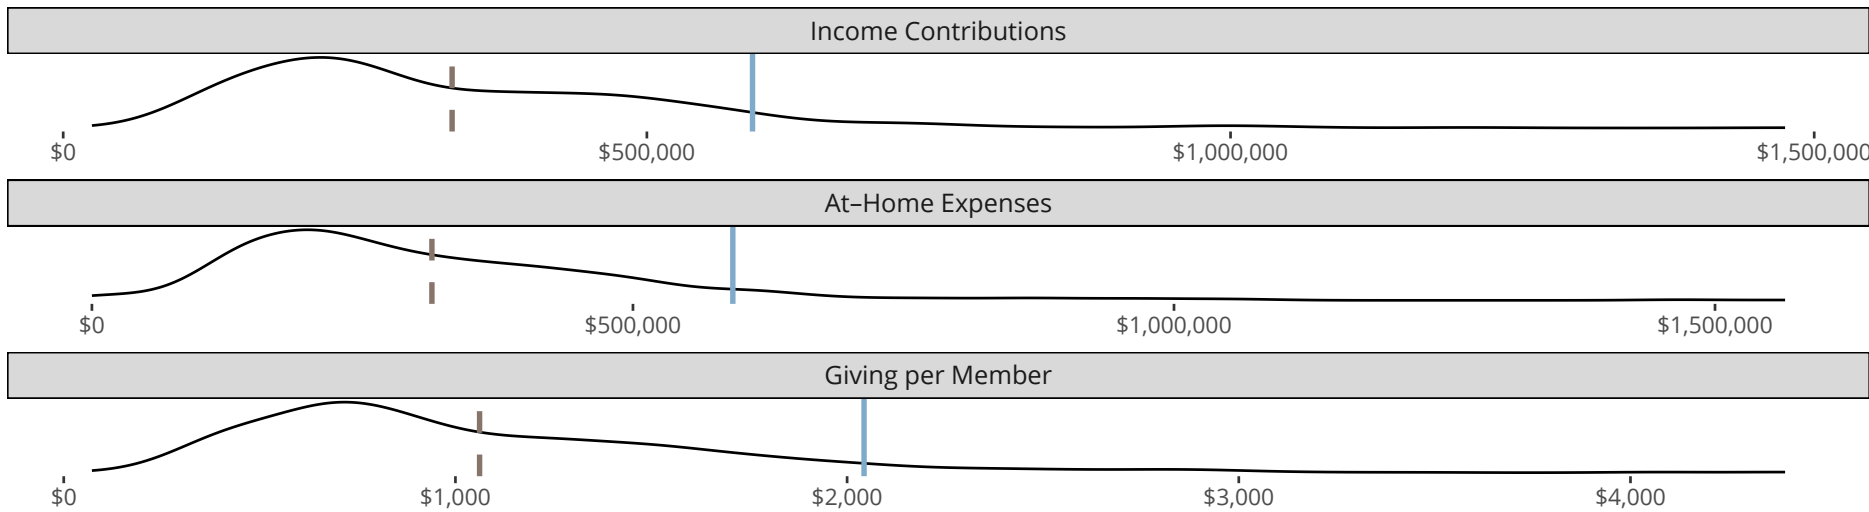 Income Contributions
$0 $500,000 $1,000,000 $1,500,000
At–Home Expenses
$0 $500,000 $1,000,000 $1,500,000
Giving per Member
$0 $1,000 $2,000 $3,000 $4,000